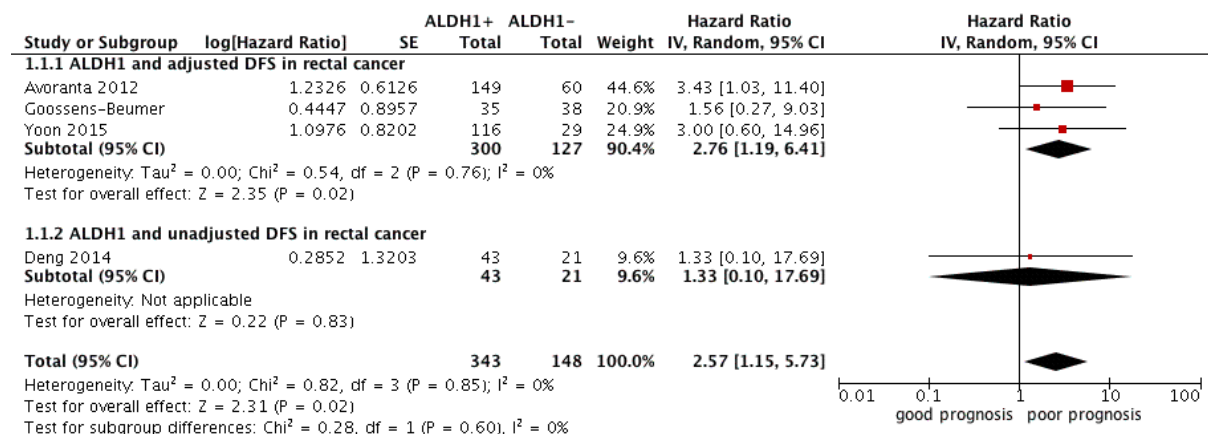 ALDH1+ ALDH1- Hazard Ratio Hazard Ratio
Study or Subgroup log[Hazard Ratio] SE Total Total Weight IV, Random, 95% CI IV, Random, 95% CI
1.1.1 ALDH1 and adjusted DFS in rectal cancer
Avoranta 2012 1.2326 0.6126 149 60 44.6% 3.43 [1.03, 11.40]
Goossens-Beumer 0.4447 0.8957 35 38 20.9% 1.56 [0.27, 9.03]
Yoon 2015 1.0976 0.8202 116 29 24.9% 3.00 [0.60, 14.96]
Subtotal (95% CI) 300 127 90.4% 2.76 [1.19, 6.41]
Heterogeneity: Tau² = 0.00; Chi² = 0.54, df = 2 (P = 0.76); I² = 0%
Test for overall effect: Z = 2.35 (P = 0.02)
1.1.2 ALDH1 and unadjusted DFS in rectal cancer
Deng 2014 0.2852 1.3203 43 21 9.6% 1.33 [0.10, 17.69]
Subtotal (95% CI) 43 21 9.6% 1.33 [0.10, 17.69]
Heterogeneity: Not applicable
Test for overall effect: Z = 0.22 (P = 0.83)
Total (95% CI) 343 148 100.0% 2.57 [1.15, 5.73]
Heterogeneity: Tau² = 0.00; Chi² = 0.82, df = 3 (P = 0.85); I² = 0%
Test for overall effect: Z = 2.31 (P = 0.02)
Test for subgroup differences: Chi² = 0.28, df = 1 (P = 0.60), I² = 0%
0.01 0.1 1 10 100
good prognosis poor prognosis